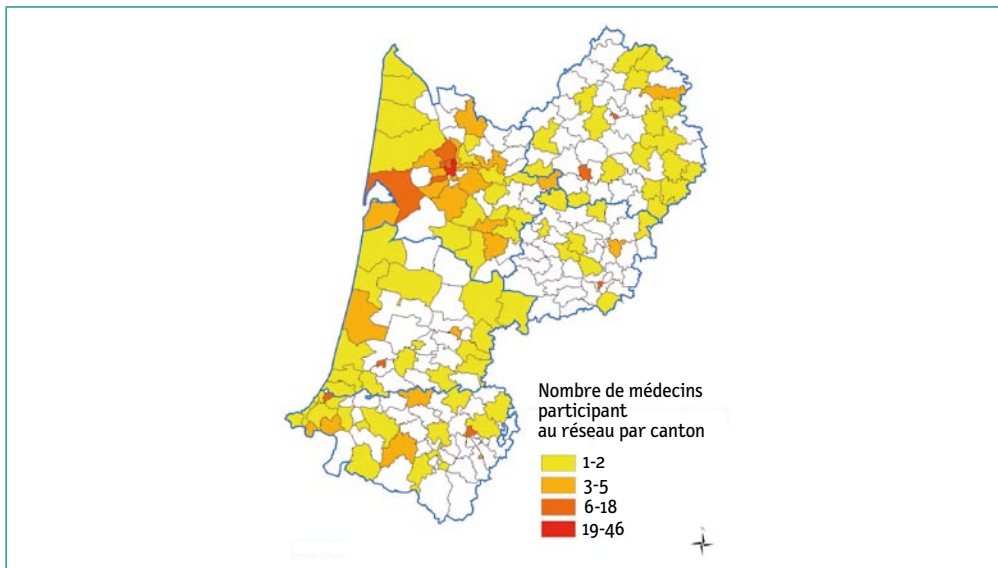 Nombre de médecins
participant
au réseau par canton
1-2
3-5
6-18
19-46